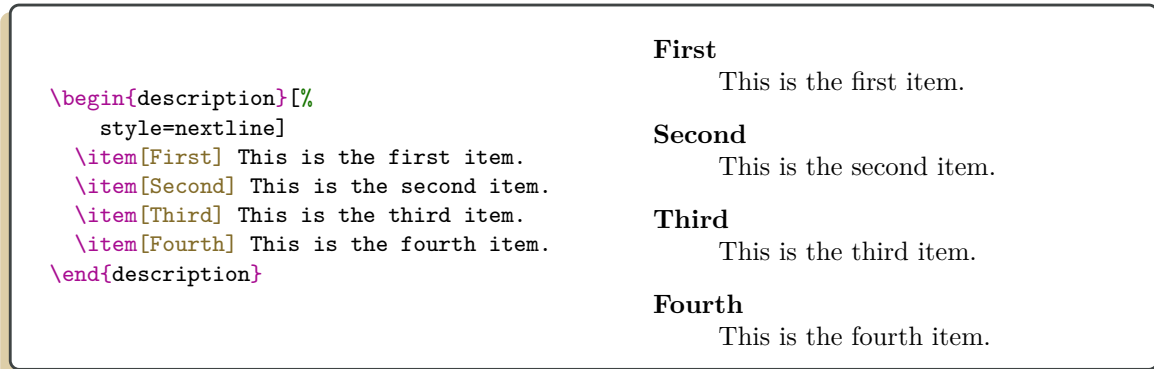 \begin{description}[%
    style=nextline]
  \item[First] This is the first item.
  \item[Second] This is the second item.
  \item[Third] This is the third item.
  \item[Fourth] This is the fourth item.
\end{description}
First
This is the first item.
Second
This is the second item.
Third
This is the third item.
Fourth
This is the fourth item.